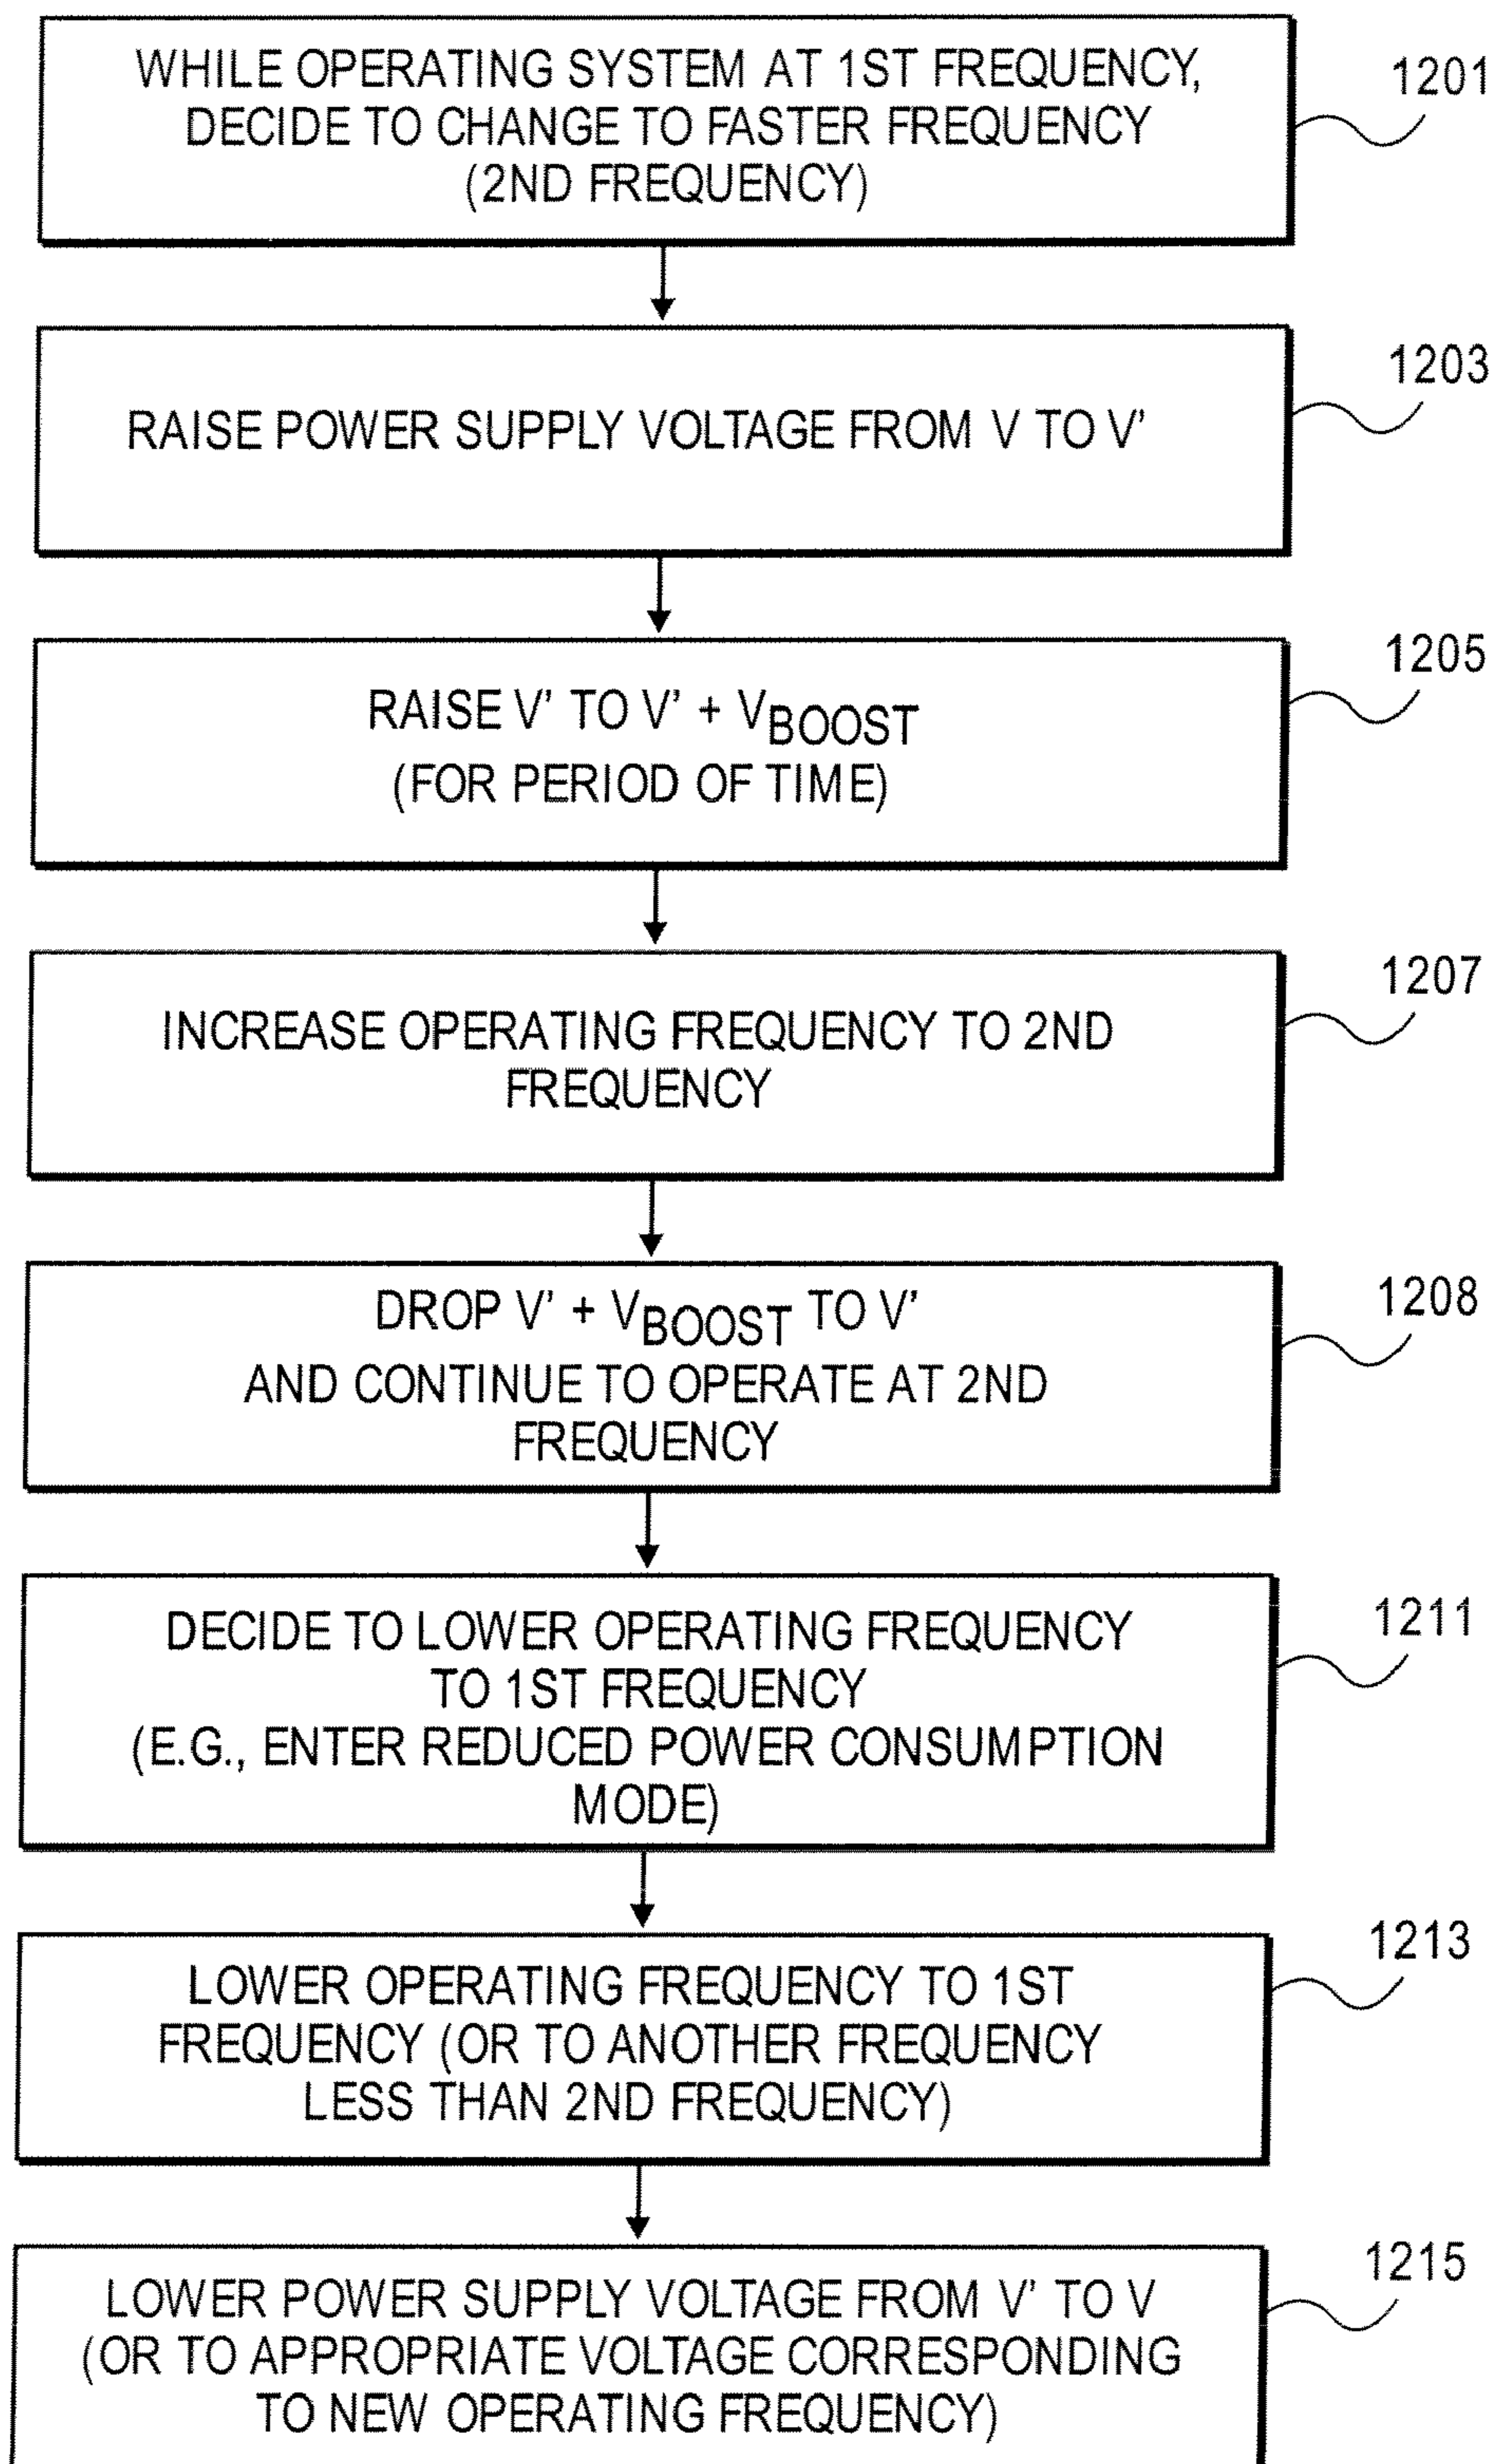 WHILE OPERATING SYSTEM AT 1ST FREQUENCY,
DECIDE TO CHANGE TO FASTER FREQUENCY
(2ND FREQUENCY)
1201
RAISE POWER SUPPLY VOLTAGE FROM V TO V'
1203
RAISE V' TO V' + VBOOST
(FOR PERIOD OF TIME)
1205
INCREASE OPERATING FREQUENCY TO 2ND
FREQUENCY
1207
DROP V' + VBOOST TO V'
AND CONTINUE TO OPERATE AT 2ND
FREQUENCY
1208
DECIDE TO LOWER OPERATING FREQUENCY
TO 1ST FREQUENCY
(E.G., ENTER REDUCED POWER CONSUMPTION
MODE)
1211
LOWER OPERATING FREQUENCY TO 1ST
FREQUENCY (OR TO ANOTHER FREQUENCY
LESS THAN 2ND FREQUENCY)
1213
LOWER POWER SUPPLY VOLTAGE FROM V' TO V
(OR TO APPROPRIATE VOLTAGE CORRESPONDING
TO NEW OPERATING FREQUENCY)
1215